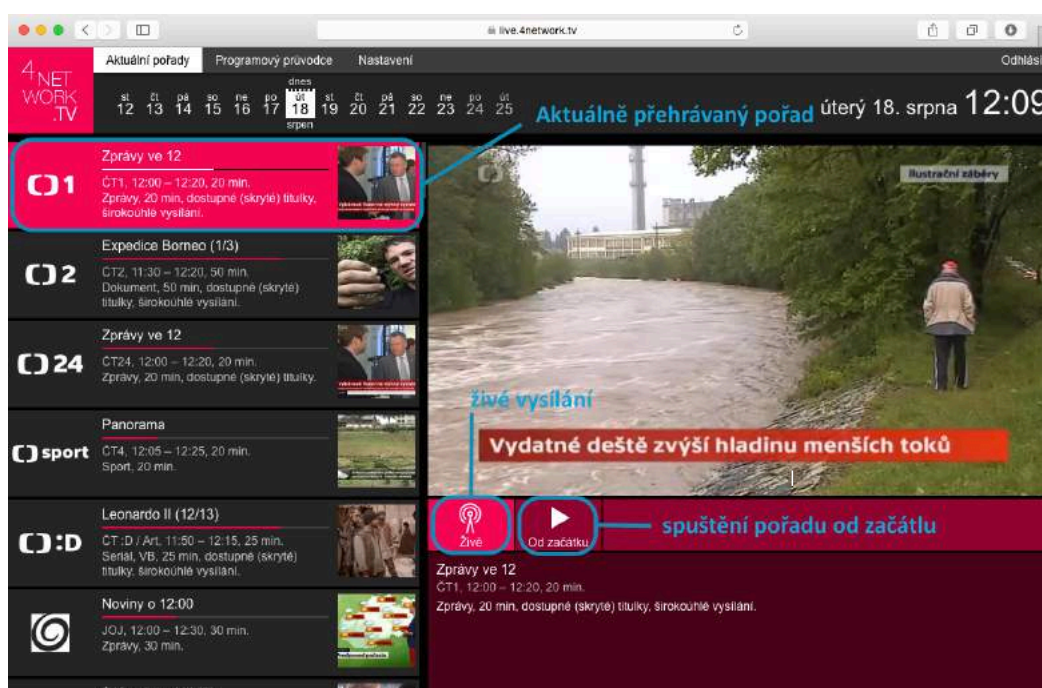 live.4network.tv
4
NET
WORK
.TV
Aktuální pořady Programový průvodce Nastavení
dnes
st čt pá so ne po út st čt pá so ne po út
12 13 14 15 16 17 18 19 20 21 22 23 24 25
srpen
Aktuálně přehrávaný pořad
úterý 18. srpna 12:09
Zprávy ve 12
1
ČT1, 12:00 – 12:20, 20 min.
Zprávy, 20 min, dostupné (skryté) titulky,
širokoúhlé vysílání.
Expedice Borneo (1/3)
2
ČT2, 11:30 – 12:20, 50 min.
Dokument, 50 min, dostupné (skryté)
titulky, širokoúhlé vysílání.
Zprávy ve 12
24
ČT24, 12:00 – 12:20, 20 min.
Zprávy, 20 min, dostupné (skryté) titulky.
Panorama
sport
ČT4, 12:05 – 12:25, 20 min.
Sport, 20 min.
Leonardo II (12/13)
:D
ČT :D / Art, 11:50 – 12:15, 25 min.
Seriál, VB, 25 min, dostupné (skryté)
titulky, širokoúhlé vysílání.
Noviny o 12:00
JOJ, 12:00 – 12:30, 30 min.
Zprávy, 30 min.
Ilustrační záběry
živé vysílání
Vydatné deště zvýší hladinu menších toků
Živě
Od začátku
spuštění pořadu od začátlu
Zprávy ve 12
ČT1, 12:00 – 12:20, 20 min.
Zprávy, 20 min, dostupné (skryté) titulky, širokoúhlé vysílání.